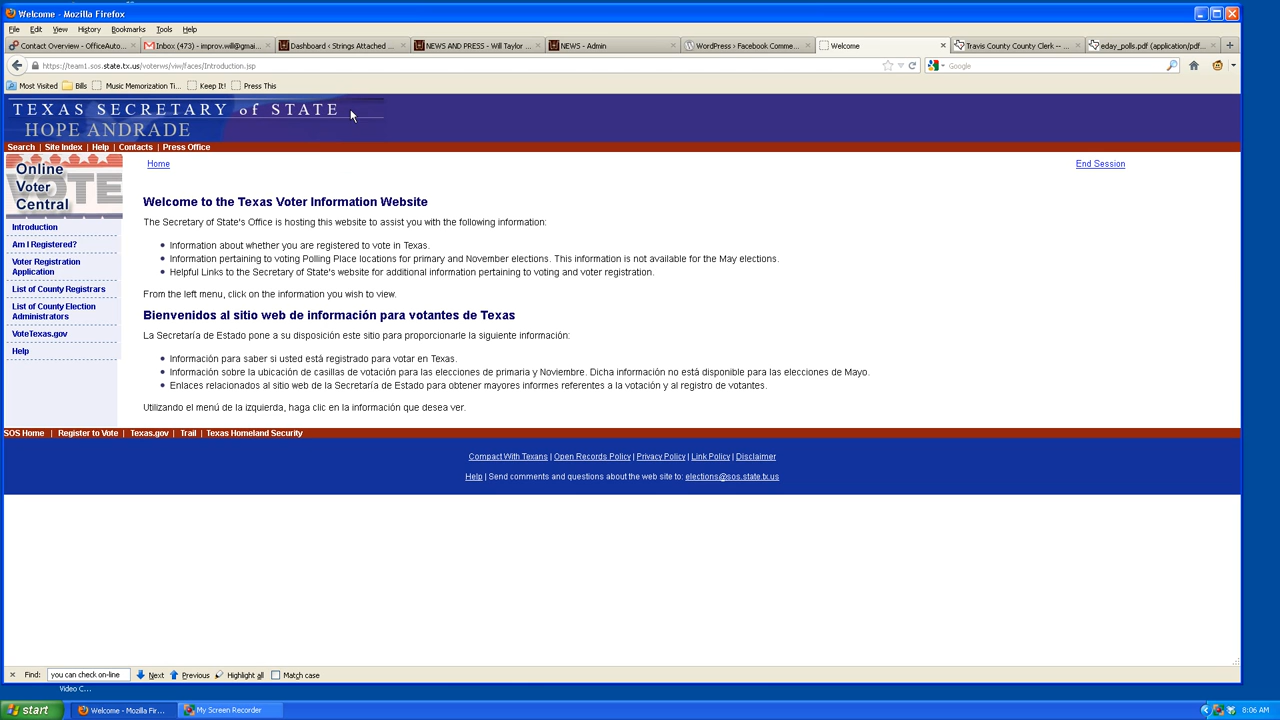 Welcome - Mozilla Firefox
File Edit View History Bookmarks Tools Help
Contact Overview - OfficeAuto...
Inbox (473) - improv.will@gmai...
Dashboard ‹ Strings Attached ...
NEWS AND PRESS - Will Taylor ...
NEWS - Admin
WordPress › Facebook Comme...
Welcome
Travis County County Clerk -- ...
eday_polls.pdf (application/pdf...
https://team1.sos.state.tx.us/voterws/viw/faces/Introduction.jsp
Google
Most Visited Bills Music Memorization Ti... Keep It! Press This
TEXAS SECRETARY of STATE
HOPE ANDRADE
Search | Site Index | Help | Contacts | Press Office
Online
Voter
Central
VOTE
Home
End Session
Introduction
Am I Registered?
Voter Registration
Application
List of County Registrars
List of County Election
Administrators
VoteTexas.gov
Help
Welcome to the Texas Voter Information Website
The Secretary of State's Office is hosting this website to assist you with the following information:
Information about whether you are registered to vote in Texas.
Information pertaining to voting Polling Place locations for primary and November elections. This information is not available for the May elections.
Helpful Links to the Secretary of State's website for additional information pertaining to voting and voter registration.
From the left menu, click on the information you wish to view.
Bienvenidos al sitio web de información para votantes de Texas
La Secretaría de Estado pone a su disposición este sitio para proporcionarle la siguiente información:
Información para saber si usted está registrado para votar en Texas.
Información sobre la ubicación de casillas de votación para las elecciones de primaria y Noviembre. Dicha información no está disponible para las elecciones de Mayo.
Enlaces relacionados al sitio web de la Secretaría de Estado para obtener mayores informes referentes a la votación y al registro de votantes.
Utilizando el menú de la izquierda, haga clic en la información que desea ver.
SOS Home | Register to Vote | Texas.gov | Trail | Texas Homeland Security
Compact With Texans | Open Records Policy | Privacy Policy | Link Policy | Disclaimer
Help | Send comments and questions about the web site to: elections@sos.state.tx.us
Find: you can check on-line Next Previous Highlight all Match case
Video C...
start
Welcome - Mozilla Fir...
My Screen Recorder
8:06 AM